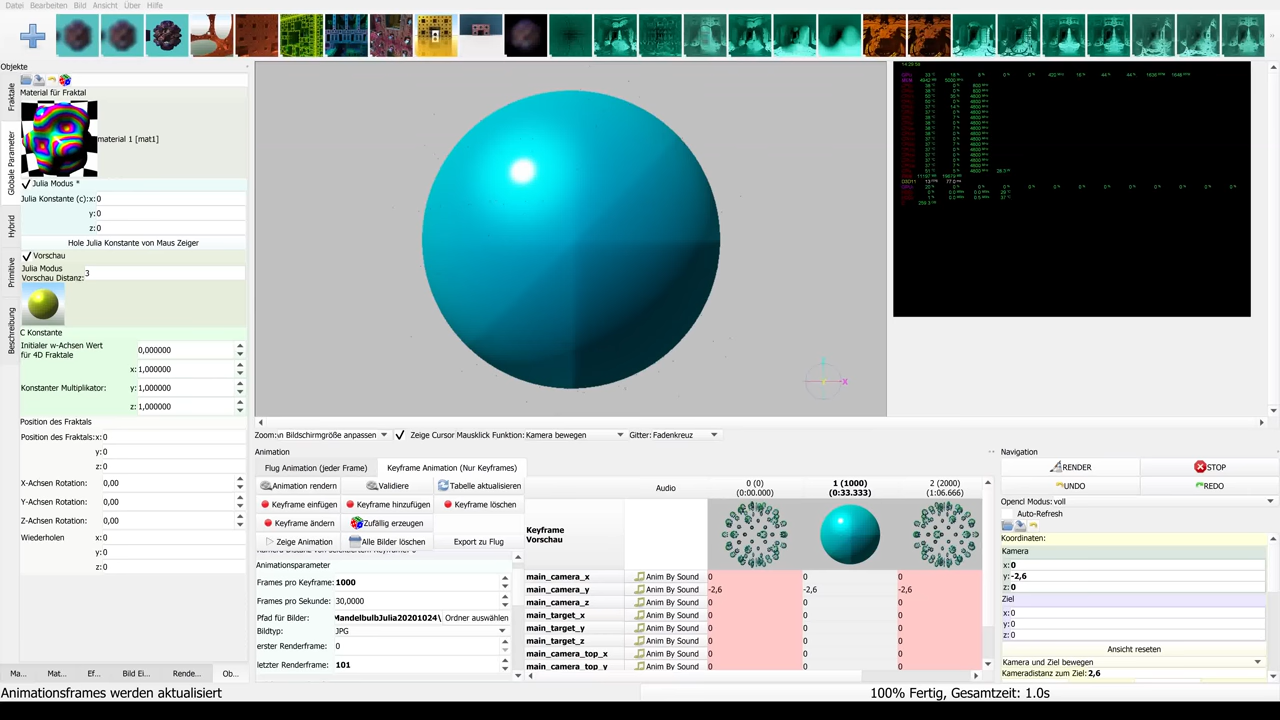 Datei Bearbeiten Bild Ansicht Über Hilfe
Objekte
Material für Fraktal
material 1 [mat1]
Julia Modus *
Julia Konstante (c): x: 0
y: 0
z: 0
Hole Julia Konstante von Maus Zeiger
Vorschau
Julia Modus
Vorschau Distanz: 3
C Konstante
Initialer w-Achsen Wert
für 4D Fraktale 0,000000
x: 1,000000
Konstanter Multiplikator: y: 1,000000
z: 1,000000
Position des Fraktals
Position des Fraktals: x: 0
y: 0
z: 0
X-Achsen Rotation: 0,00
Y-Achsen Rotation: 0,00
Z-Achsen Rotation: 0,00
Wiederholen x: 0
y: 0
z: 0
Fraktale
Globale Parameter
Hybrid
Primitive
Beschreibung
Ma... Mat... Ef... Bild Ei... Rende... Ob...
Zoom: In Bildschirmgröße anpassen Zeige Cursor Mausklick Funktion: Kamera bewegen Gitter: Fadenkreuz
Animation
Flug Animation (jeder Frame) Keyframe Animation (Nur Keyframes)
Animation rendern Validiere Tabelle aktualisieren
Keyframe einfügen Keyframe hinzufügen Keyframe löschen
Keyframe ändern Zufällig erzeugen
Zeige Animation Alle Bilder löschen Export zu Flug
Animationsparameter
Frames pro Keyframe: 1000
Frames pro Sekunde: 30,0000
Pfad für Bilder: MandelbulbJulia20201024\ Ordner auswählen
Bildtyp: JPG
erster Renderframe: 0
letzter Renderframe: 101
Audio 0 (0) 1 (1000) 2 (2000)
(0:00.000) (0:33.333) (1:06.666)
Keyframe
Vorschau
main_camera_x Anim By Sound 0 0 0
main_camera_y Anim By Sound -2,6 -2,6 -2,6
main_camera_z Anim By Sound 0 0 0
main_target_x Anim By Sound 0 0 0
main_target_y Anim By Sound 0 0 0
main_target_z Anim By Sound 0 0 0
main_camera_top_x Anim By Sound 0 0 0
main_camera_top_y Anim By Sound 0 0 0
Navigation
RENDER STOP
UNDO REDO
Opencl Modus: voll
Auto-Refresh
Koordinaten:
Kamera
x: 0
y: -2,6
z: 0
Ziel
x: 0
y: 0
z: 0
Ansicht reseten
Kamera und Ziel bewegen
Kameradistanz zum Ziel: 2,6
Animationsframes werden aktualisiert 100% Fertig, Gesamtzeit: 1.0s